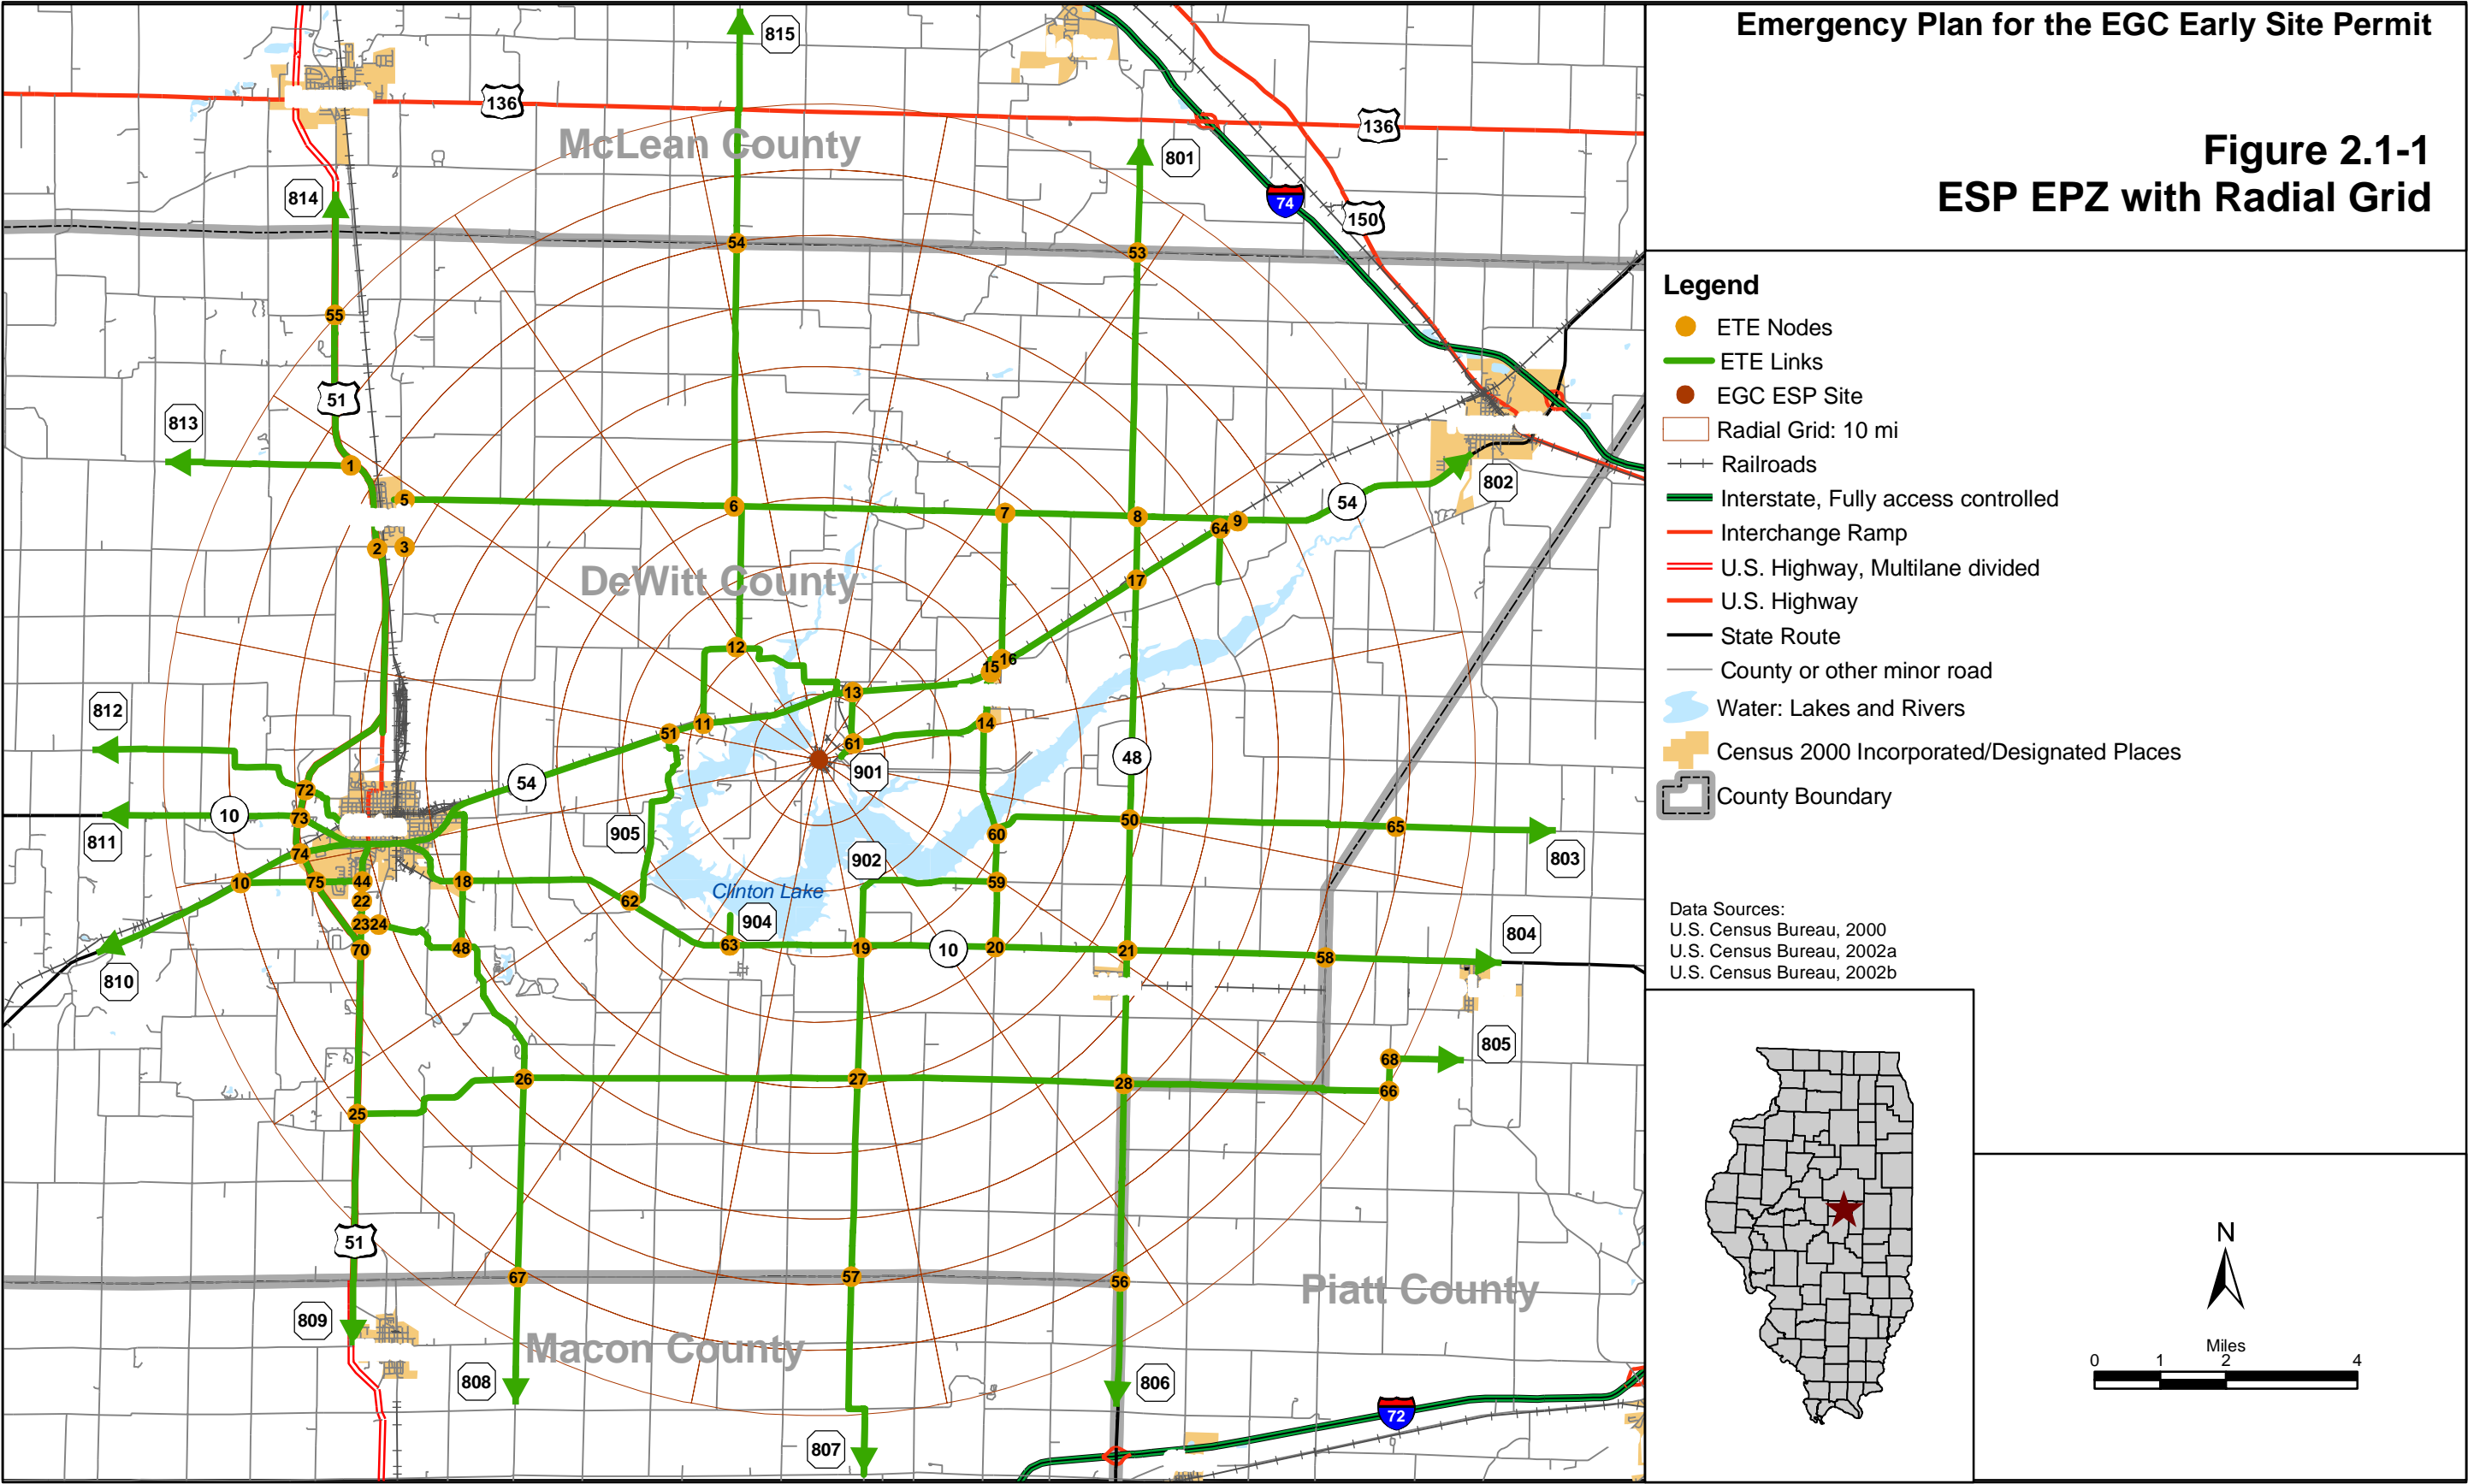 Emergency Plan for the EGC Early Site Permit
Figure 2.1-1
ESP EPZ with Radial Grid
Legend
ETE Nodes
ETE Links
EGC ESP Site
Radial Grid: 10 mi
Railroads
Interstate, Fully access controlled
Interchange Ramp
U.S. Highway, Multilane divided
U.S. Highway
State Route
County or other minor road
Water: Lakes and Rivers
Census 2000 Incorporated/Designated Places
County Boundary
Data Sources:
U.S. Census Bureau, 2000
U.S. Census Bureau, 2002a
U.S. Census Bureau, 2002b
N
Miles
0 1 2 4
815
136
136
McLean County
801
814
74
150
54
53
55
51
813
1
802
5
6
7
8
9
64
54
2
3
17
DeWitt County
12
16
15
13
812
11
14
51
61
48
901
72
54
10
73
811
905
50
65
60
803
74
902
10
75
44
18
59
Clinton Lake
62
22
904
23
24
804
70
48
63
19
10
20
21
58
810
805
68
26
27
28
66
25
51
67
57
56
Piatt County
809
Macon County
808
806
72
807